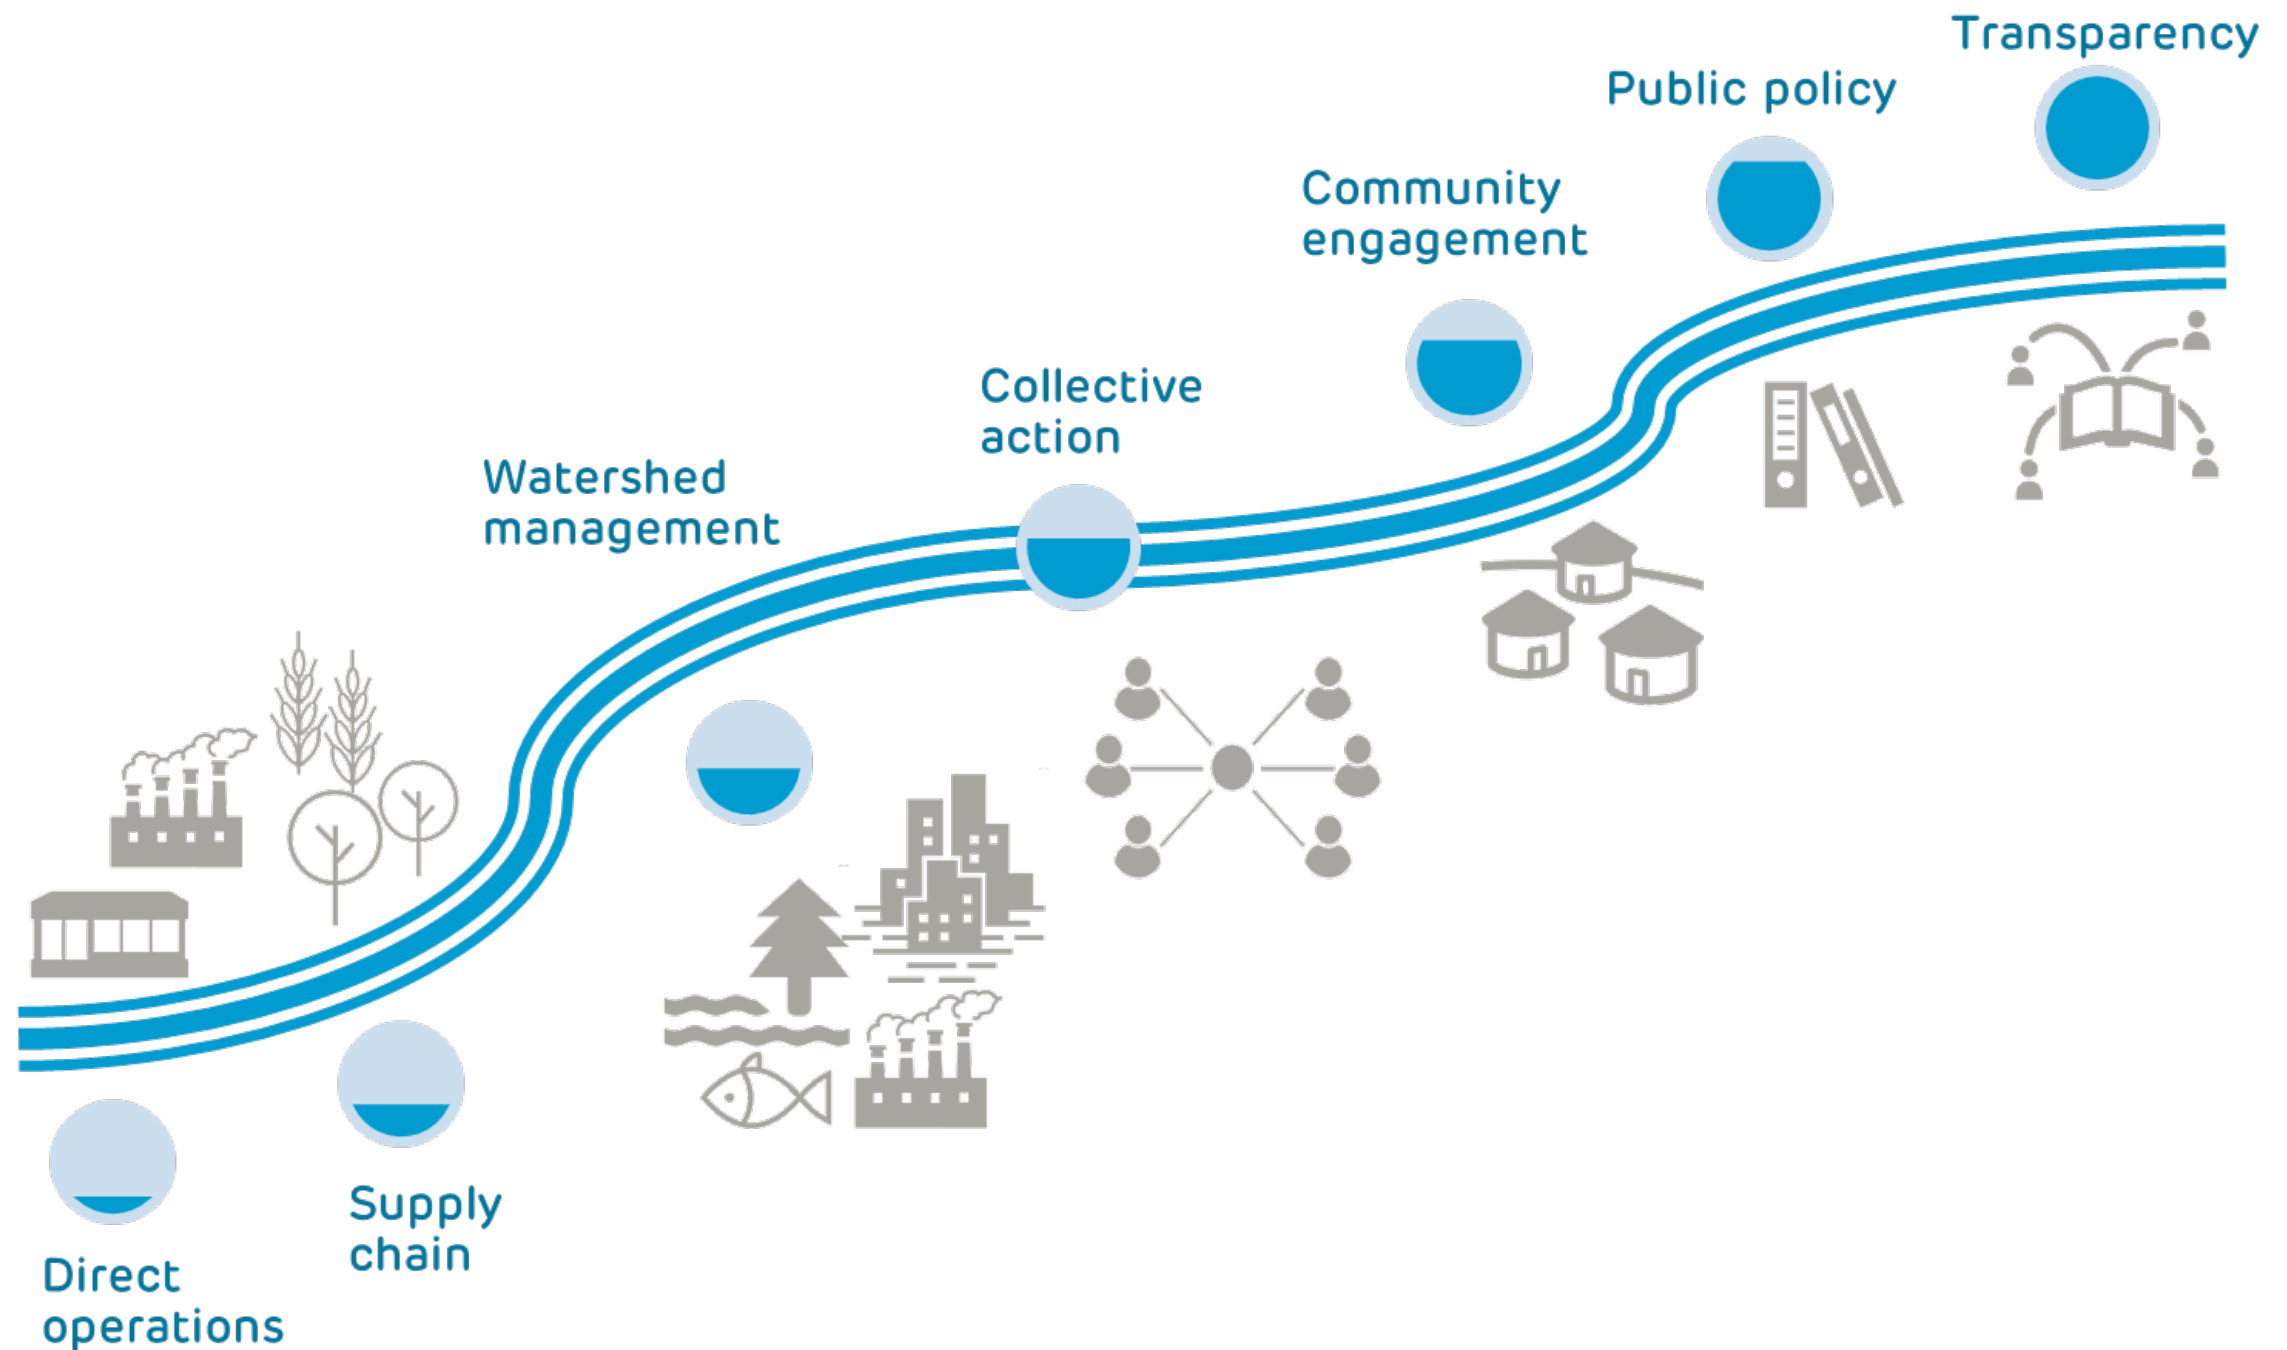 Transparency
Public policy
Community
engagement
Collective
action
Watershed
management
Supply
chain
Direct
operations